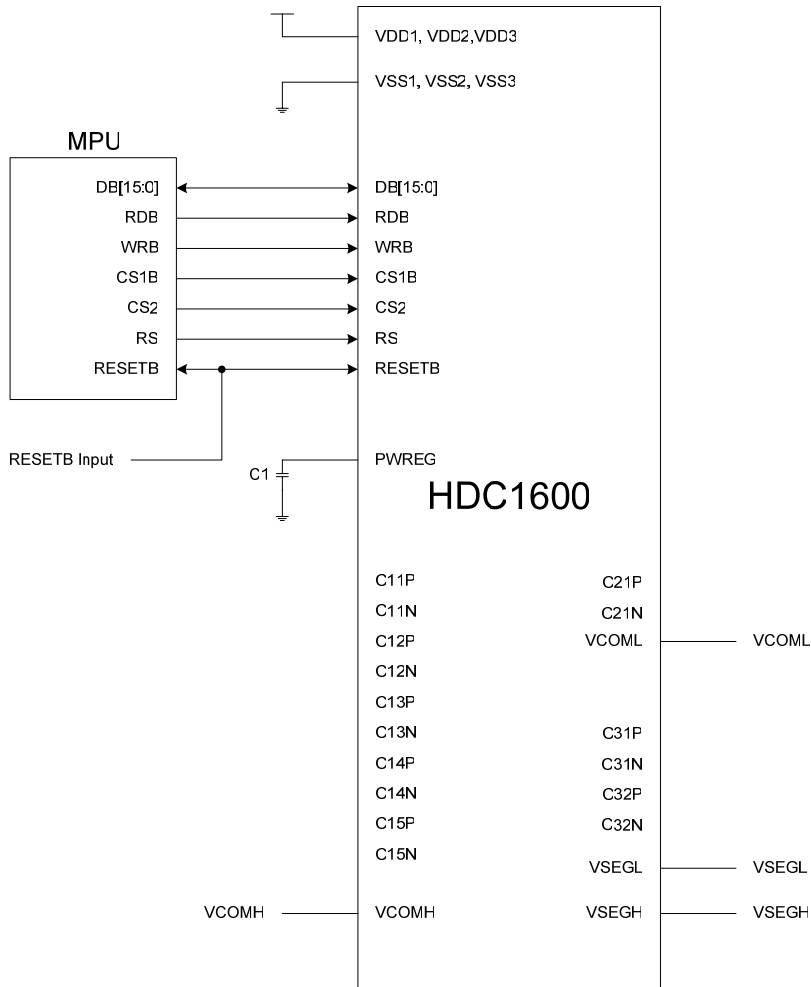 VDD1, VDD2,VDD3
VSS1, VSS2, VSS3
MPU
DB[15:0] DB[15:0]
RDB RDB
WRB WRB
CS1B CS1B
CS2 CS2
RS RS
RESETB RESETB
RESETB Input
C1
PWREG
HDC1600
C11P C21P
C11N C21N
C12P VCOML VCOML
C12N
C13P
C13N C31P
C14P C31N
C14N C32P
C15P C32N
C15N
VSEGL VSEGL
VCOMH VCOMH VSEGH VSEGH